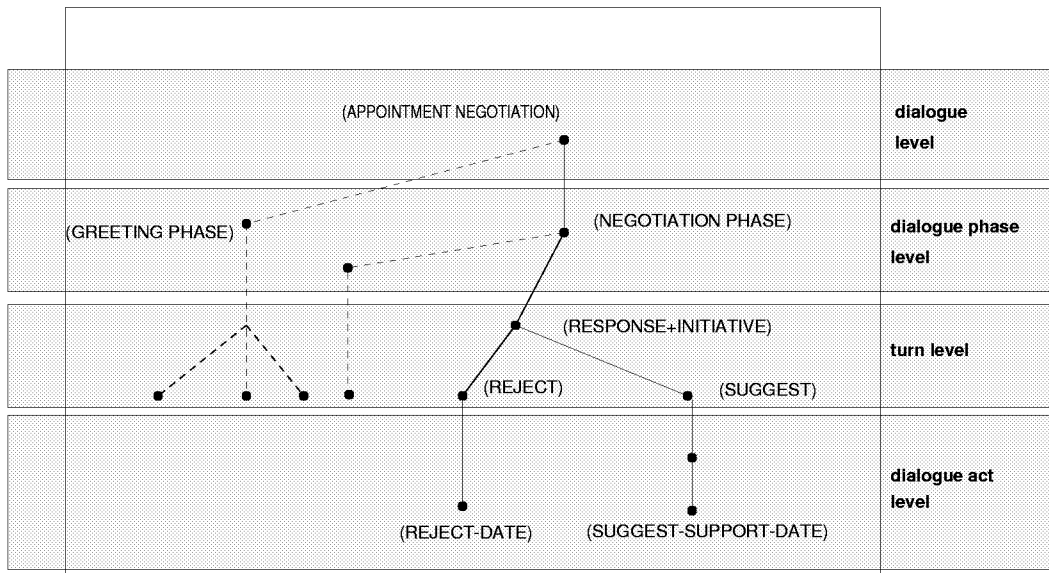 (APPOINTMENT NEGOTIATION)
dialogue
level
(GREETING PHASE)
(NEGOTIATION PHASE)
dialogue phase
level
(RESPONSE+INITIATIVE)
turn level
(REJECT)
(SUGGEST)
dialogue act
level
(REJECT-DATE)
(SUGGEST-SUPPORT-DATE)